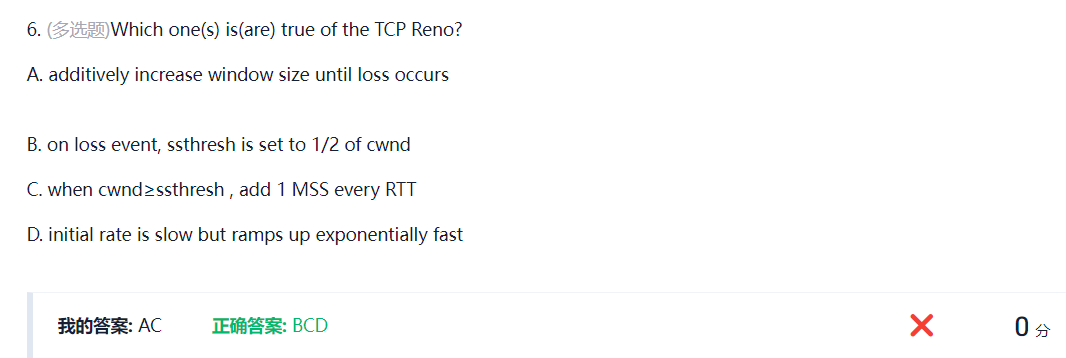 6. (多选题)Which one(s) is(are) true of the TCP Reno?
A. additively increase window size until loss occurs
B. on loss event, ssthresh is set to 1/2 of cwnd
C. when cwnd≥ssthresh , add 1 MSS every RTT
D. initial rate is slow but ramps up exponentially fast
我的答案: AC 正确答案: BCD 0 分